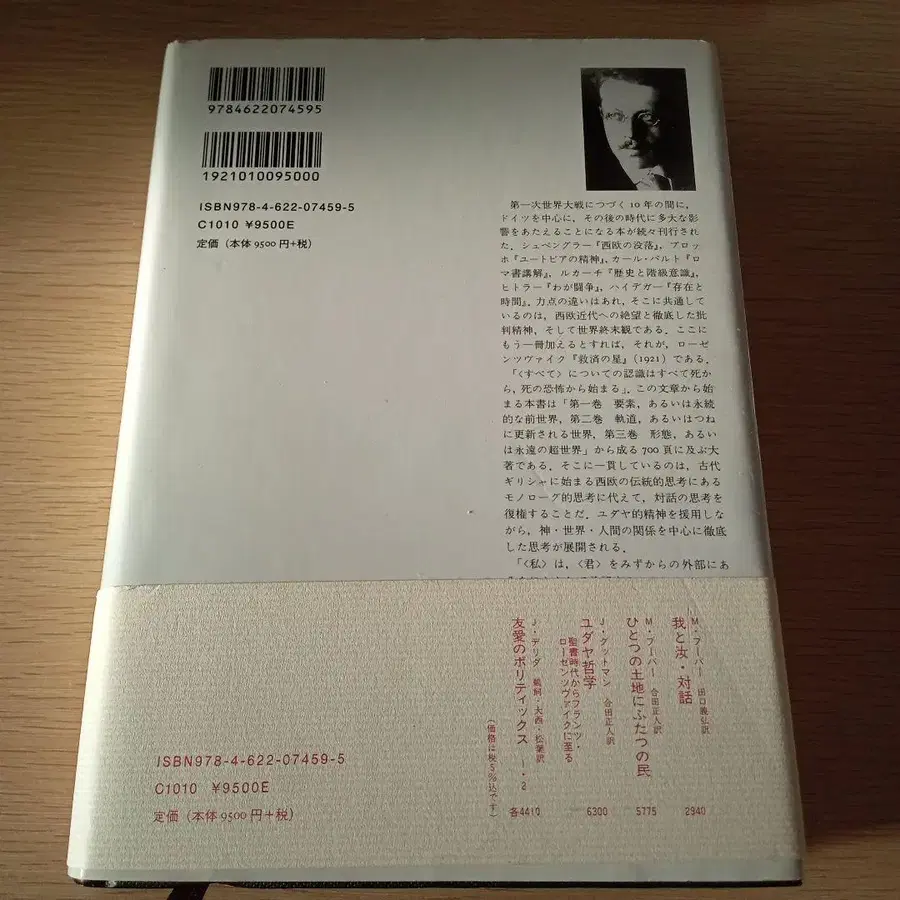 9784622074595
1921010095000
ISBN978-4-622-07459-5
C1010 ¥9500E
定価（本体9500円+税）
第一次世界大戦につづく10年の間に,
ドイツを中心に, その後の時代に多大な影
響をあたえることになる本が続々刊行され
た. シュペングラー『西欧の没落』, ブロッ
ホ『ユートピアの精神』, カール・バルト『ロ
マ書講解』, ルカーチ『歴史と階級意識』,
ヒトラー『わが闘争』, ハイデガー『存在と
時間』. 力点の違いはあれ, そこに共通して
いるのは, 西欧近代への絶望と徹底した批
判精神, そして世界終末観である. ここに
もう一冊加えるとすれば, それが, ローゼ
ンツヴァイク『救済の星』(1921) である.
「〈すべて〉についての認識はすべて死か
ら, 死の恐怖から始まる」. この文章から始
まる本書は「第一巻 要素, あるいは永続
的な前世界, 第二巻 軌道, あるいはつね
に更新される世界, 第三巻 形態, あるい
は永遠の超世界」から成る700頁に及ぶ大
著である. そこに一貫しているのは, 古代
ギリシャに始まる西欧の伝統的思考にある
モノローグ的思考に代えて, 対話の思考を
復権することだ. ユダヤ的精神を援用しな
がら, 神・世界・人間の関係を中心に徹底
した思考が展開される.
「〈私〉は, 〈君〉をみずからの外部にあ
M・ブーバー 田口義弘訳
我と汝・対話
2940
M・ブーバー 合田正人訳
ひとつの土地にふたつの民
5775
J・グットマン 合田正人訳
ユダヤ哲学
聖書時代からフランツ・
ローゼンツヴァイクに至る
6300
J・デリダ 鵜飼・大西・松葉訳
友愛のポリティックス 1・2
各4410
（価格は税5%込です）
ISBN978-4-622-07459-5
C1010 ¥9500E
定価（本体9500円+税）